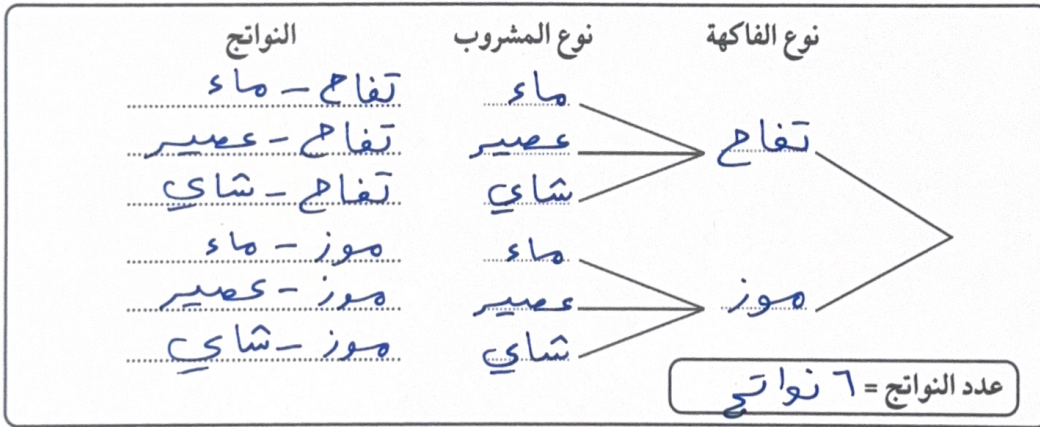 نوع الفاكهة نوع المشروب النواتج
ماء تفاح - ماء
تفاح عصير تفاح - عصير
شاي تفاح - شاي
ماء موز - ماء
موز عصير موز - عصير
شاي موز - شاي
عدد النواتج = ٦ نواتج